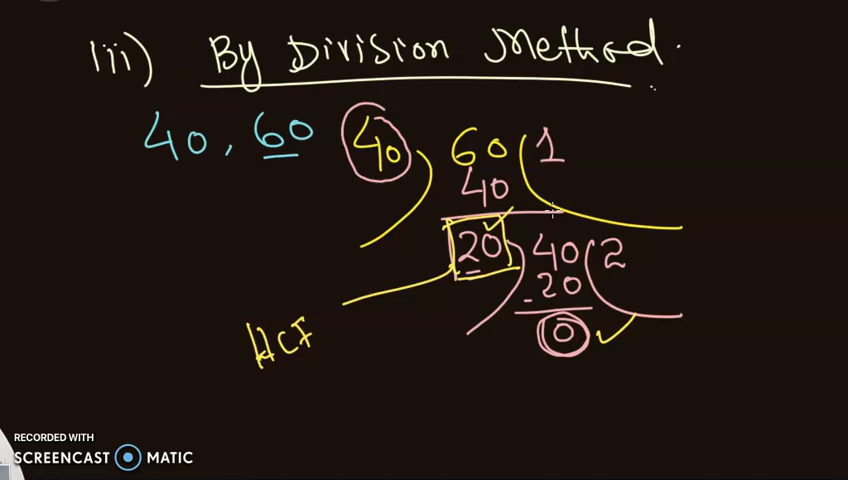 iii) By Division Method.
40, 60 40 ) 60 ( 1
40
20 ) 40 ( 2
- 20
0
HCF
RECORDED WITH
SCREENCAST MATIC